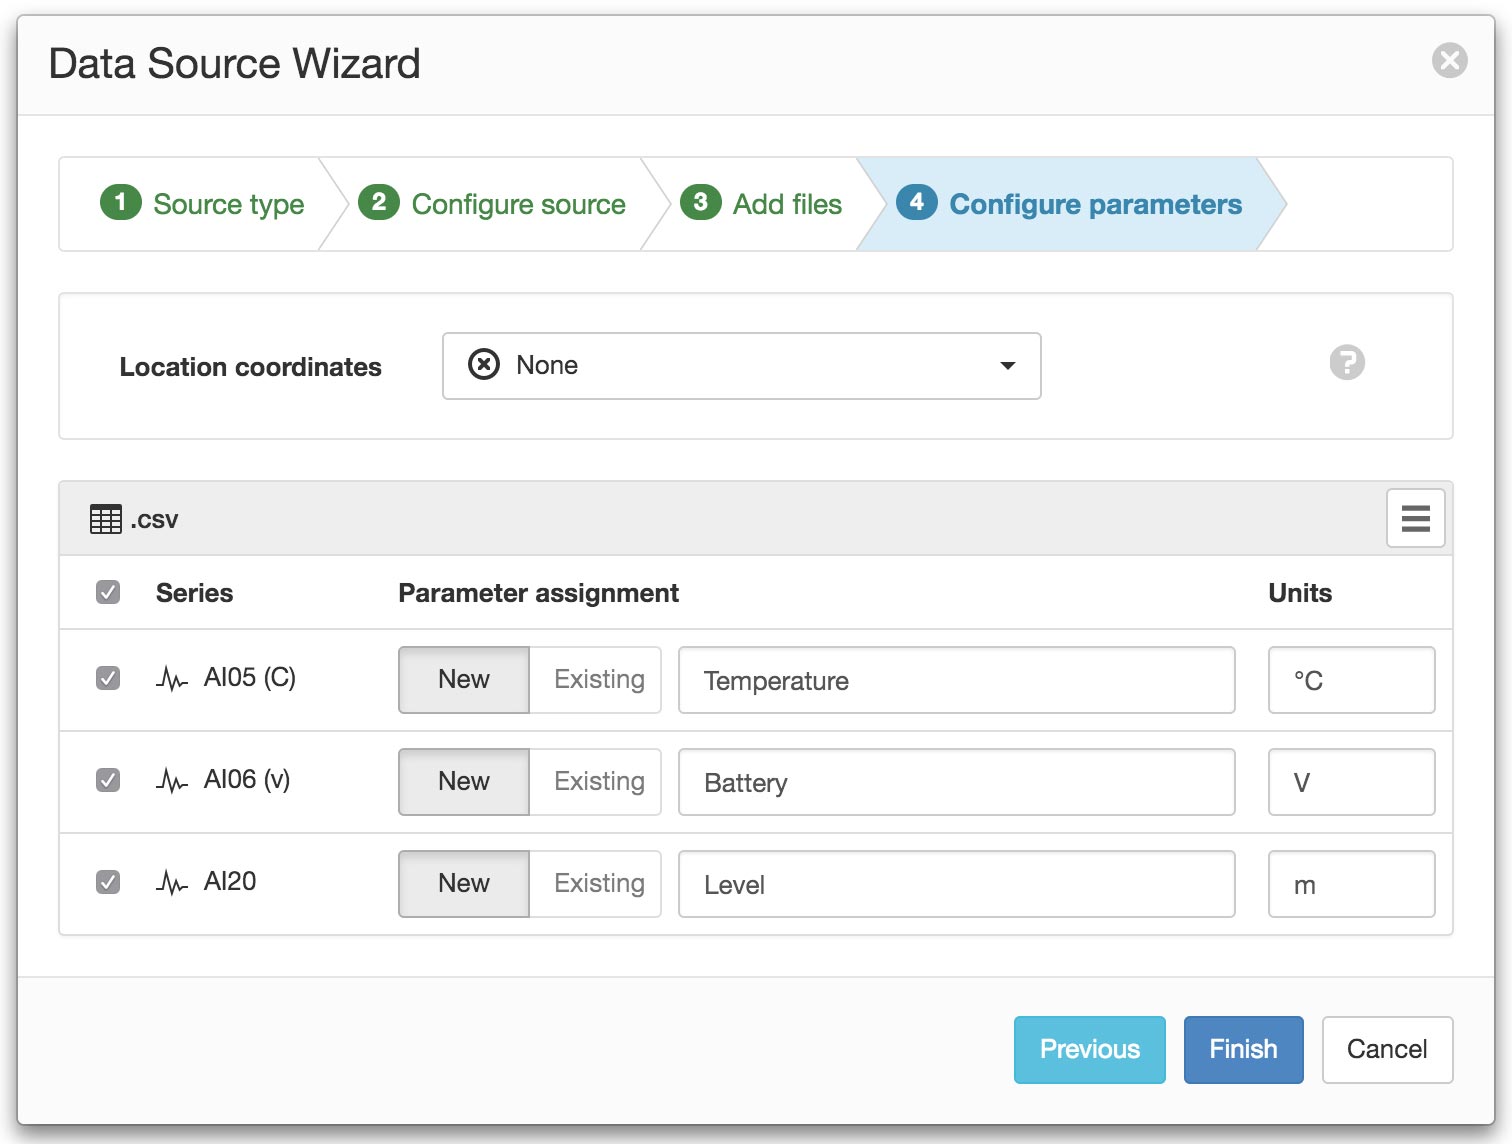 Data Source Wizard
1 Source type 2 Configure source 3 Add files 4 Configure parameters
Location coordinates None ?
.csv
Series Parameter assignment Units
AI05 (C) New Existing Temperature °C
AI06 (v) New Existing Battery V
AI20 New Existing Level m
Previous Finish Cancel